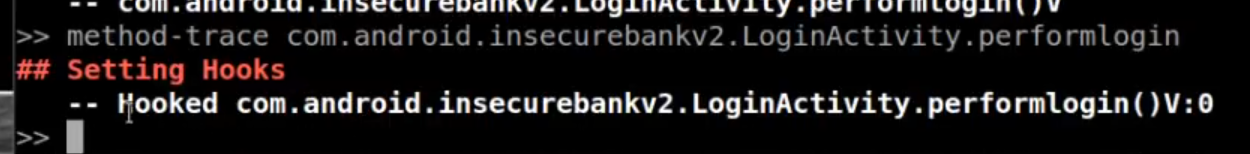 -- com.android.insecurebankv2.LoginActivity.performlogin()V
>> method-trace com.android.insecurebankv2.LoginActivity.performlogin
## Setting Hooks
-- Hooked com.android.insecurebankv2.LoginActivity.performlogin()V:0
>>